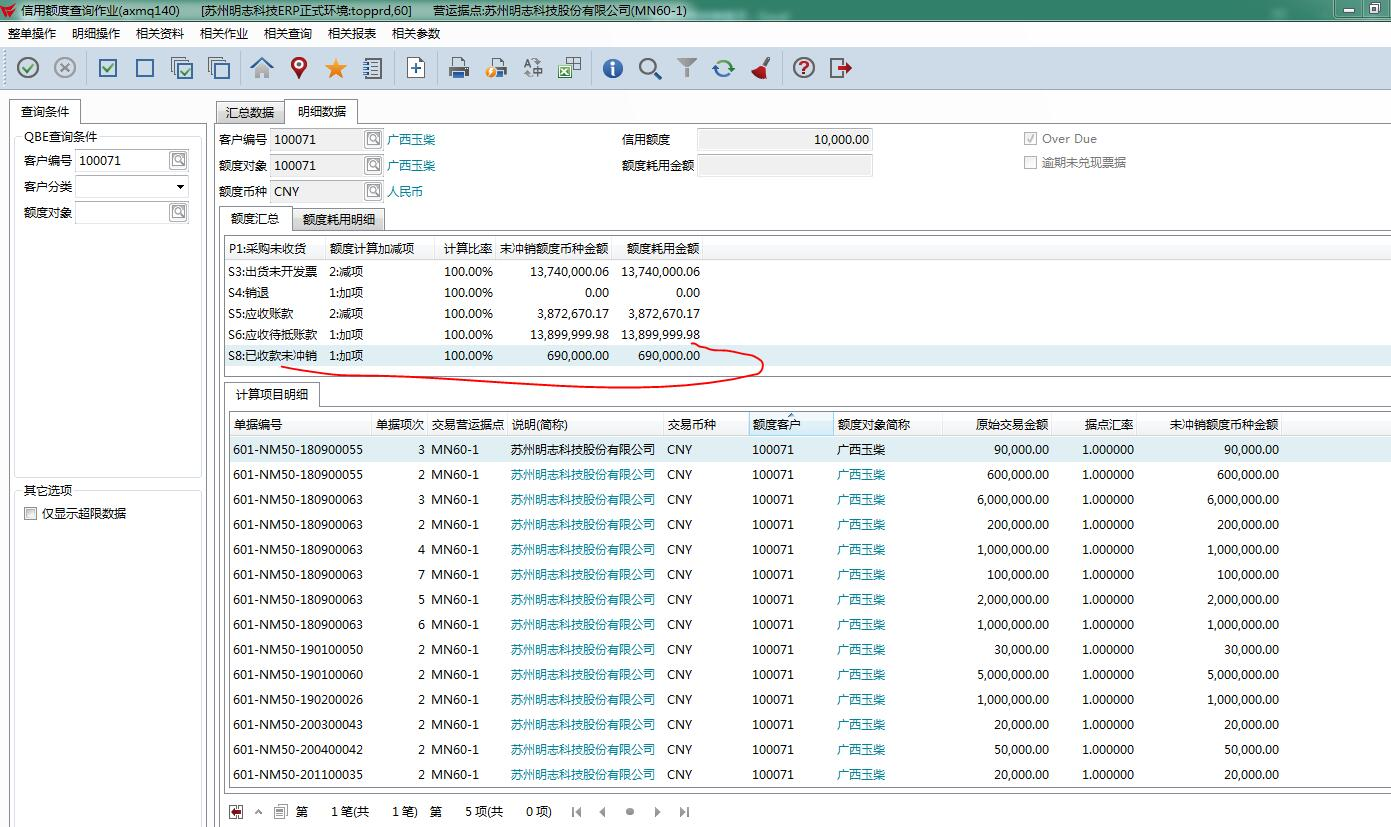 信用额度查询作业(axmq140) [苏州明志科技ERP正式环境:topprd,60] 营运据点:苏州明志科技股份有限公司(MN60-1)
整单操作 明细操作 相关资料 相关作业 相关查询 相关报表 相关参数
查询条件
QBE查询条件
客户编号 100071
客户分类
额度对象
其它选项
仅显示超限数据
汇总数据 明细数据
客户编号 100071 广西玉柴 信用额度 10,000.00 Over Due
额度对象 100071 广西玉柴 额度耗用金额 逾期未兑现票据
额度币种 CNY 人民币
额度汇总 额度耗用明细
P1:采购未收货 额度计算加减项 计算比率 未冲销额度币种金额 额度耗用金额
S3:出货未开发票 2:减项 100.00% 13,740,000.06 13,740,000.06
S4:销退 1:加项 100.00% 0.00 0.00
S5:应收账款 2:减项 100.00% 3,872,670.17 3,872,670.17
S6:应收待抵账款 1:加项 100.00% 13,899,999.98 13,899,999.98
S8:已收款未冲销 1:加项 100.00% 690,000.00 690,000.00
计算项目明细
单据编号 单据项次 交易营运据点 说明(简称) 交易币种 额度客户 额度对象简称 原始交易金额 据点汇率 未冲销额度币种金额
601-NM50-180900055 3 MN60-1 苏州明志科技股份有限公司 CNY 100071 广西玉柴 90,000.00 1.000000 90,000.00
601-NM50-180900055 2 MN60-1 苏州明志科技股份有限公司 CNY 100071 广西玉柴 600,000.00 1.000000 600,000.00
601-NM50-180900063 3 MN60-1 苏州明志科技股份有限公司 CNY 100071 广西玉柴 6,000,000.00 1.000000 6,000,000.00
601-NM50-180900063 2 MN60-1 苏州明志科技股份有限公司 CNY 100071 广西玉柴 200,000.00 1.000000 200,000.00
601-NM50-180900063 4 MN60-1 苏州明志科技股份有限公司 CNY 100071 广西玉柴 1,000,000.00 1.000000 1,000,000.00
601-NM50-180900063 7 MN60-1 苏州明志科技股份有限公司 CNY 100071 广西玉柴 100,000.00 1.000000 100,000.00
601-NM50-180900063 5 MN60-1 苏州明志科技股份有限公司 CNY 100071 广西玉柴 2,000,000.00 1.000000 2,000,000.00
601-NM50-180900063 6 MN60-1 苏州明志科技股份有限公司 CNY 100071 广西玉柴 1,000,000.00 1.000000 1,000,000.00
601-NM50-190100050 2 MN60-1 苏州明志科技股份有限公司 CNY 100071 广西玉柴 30,000.00 1.000000 30,000.00
601-NM50-190100060 2 MN60-1 苏州明志科技股份有限公司 CNY 100071 广西玉柴 5,000,000.00 1.000000 5,000,000.00
601-NM50-190200026 2 MN60-1 苏州明志科技股份有限公司 CNY 100071 广西玉柴 1,000,000.00 1.000000 1,000,000.00
601-NM50-200300043 2 MN60-1 苏州明志科技股份有限公司 CNY 100071 广西玉柴 20,000.00 1.000000 20,000.00
601-NM50-200400042 2 MN60-1 苏州明志科技股份有限公司 CNY 100071 广西玉柴 50,000.00 1.000000 50,000.00
601-NM50-201100035 2 MN60-1 苏州明志科技股份有限公司 CNY 100071 广西玉柴 20,000.00 1.000000 20,000.00
第 1 笔(共 1 笔) 第 5 项(共 0 项)